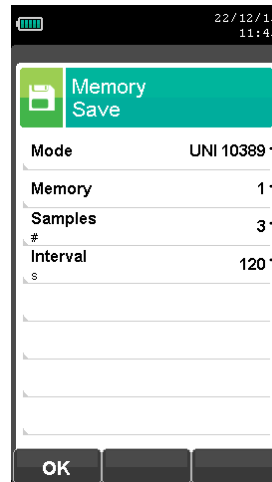 22/12/1
11:4
Memory
Save
Mode UNI 10389
Memory 1
Samples 3
#
Interval 120
s
OK